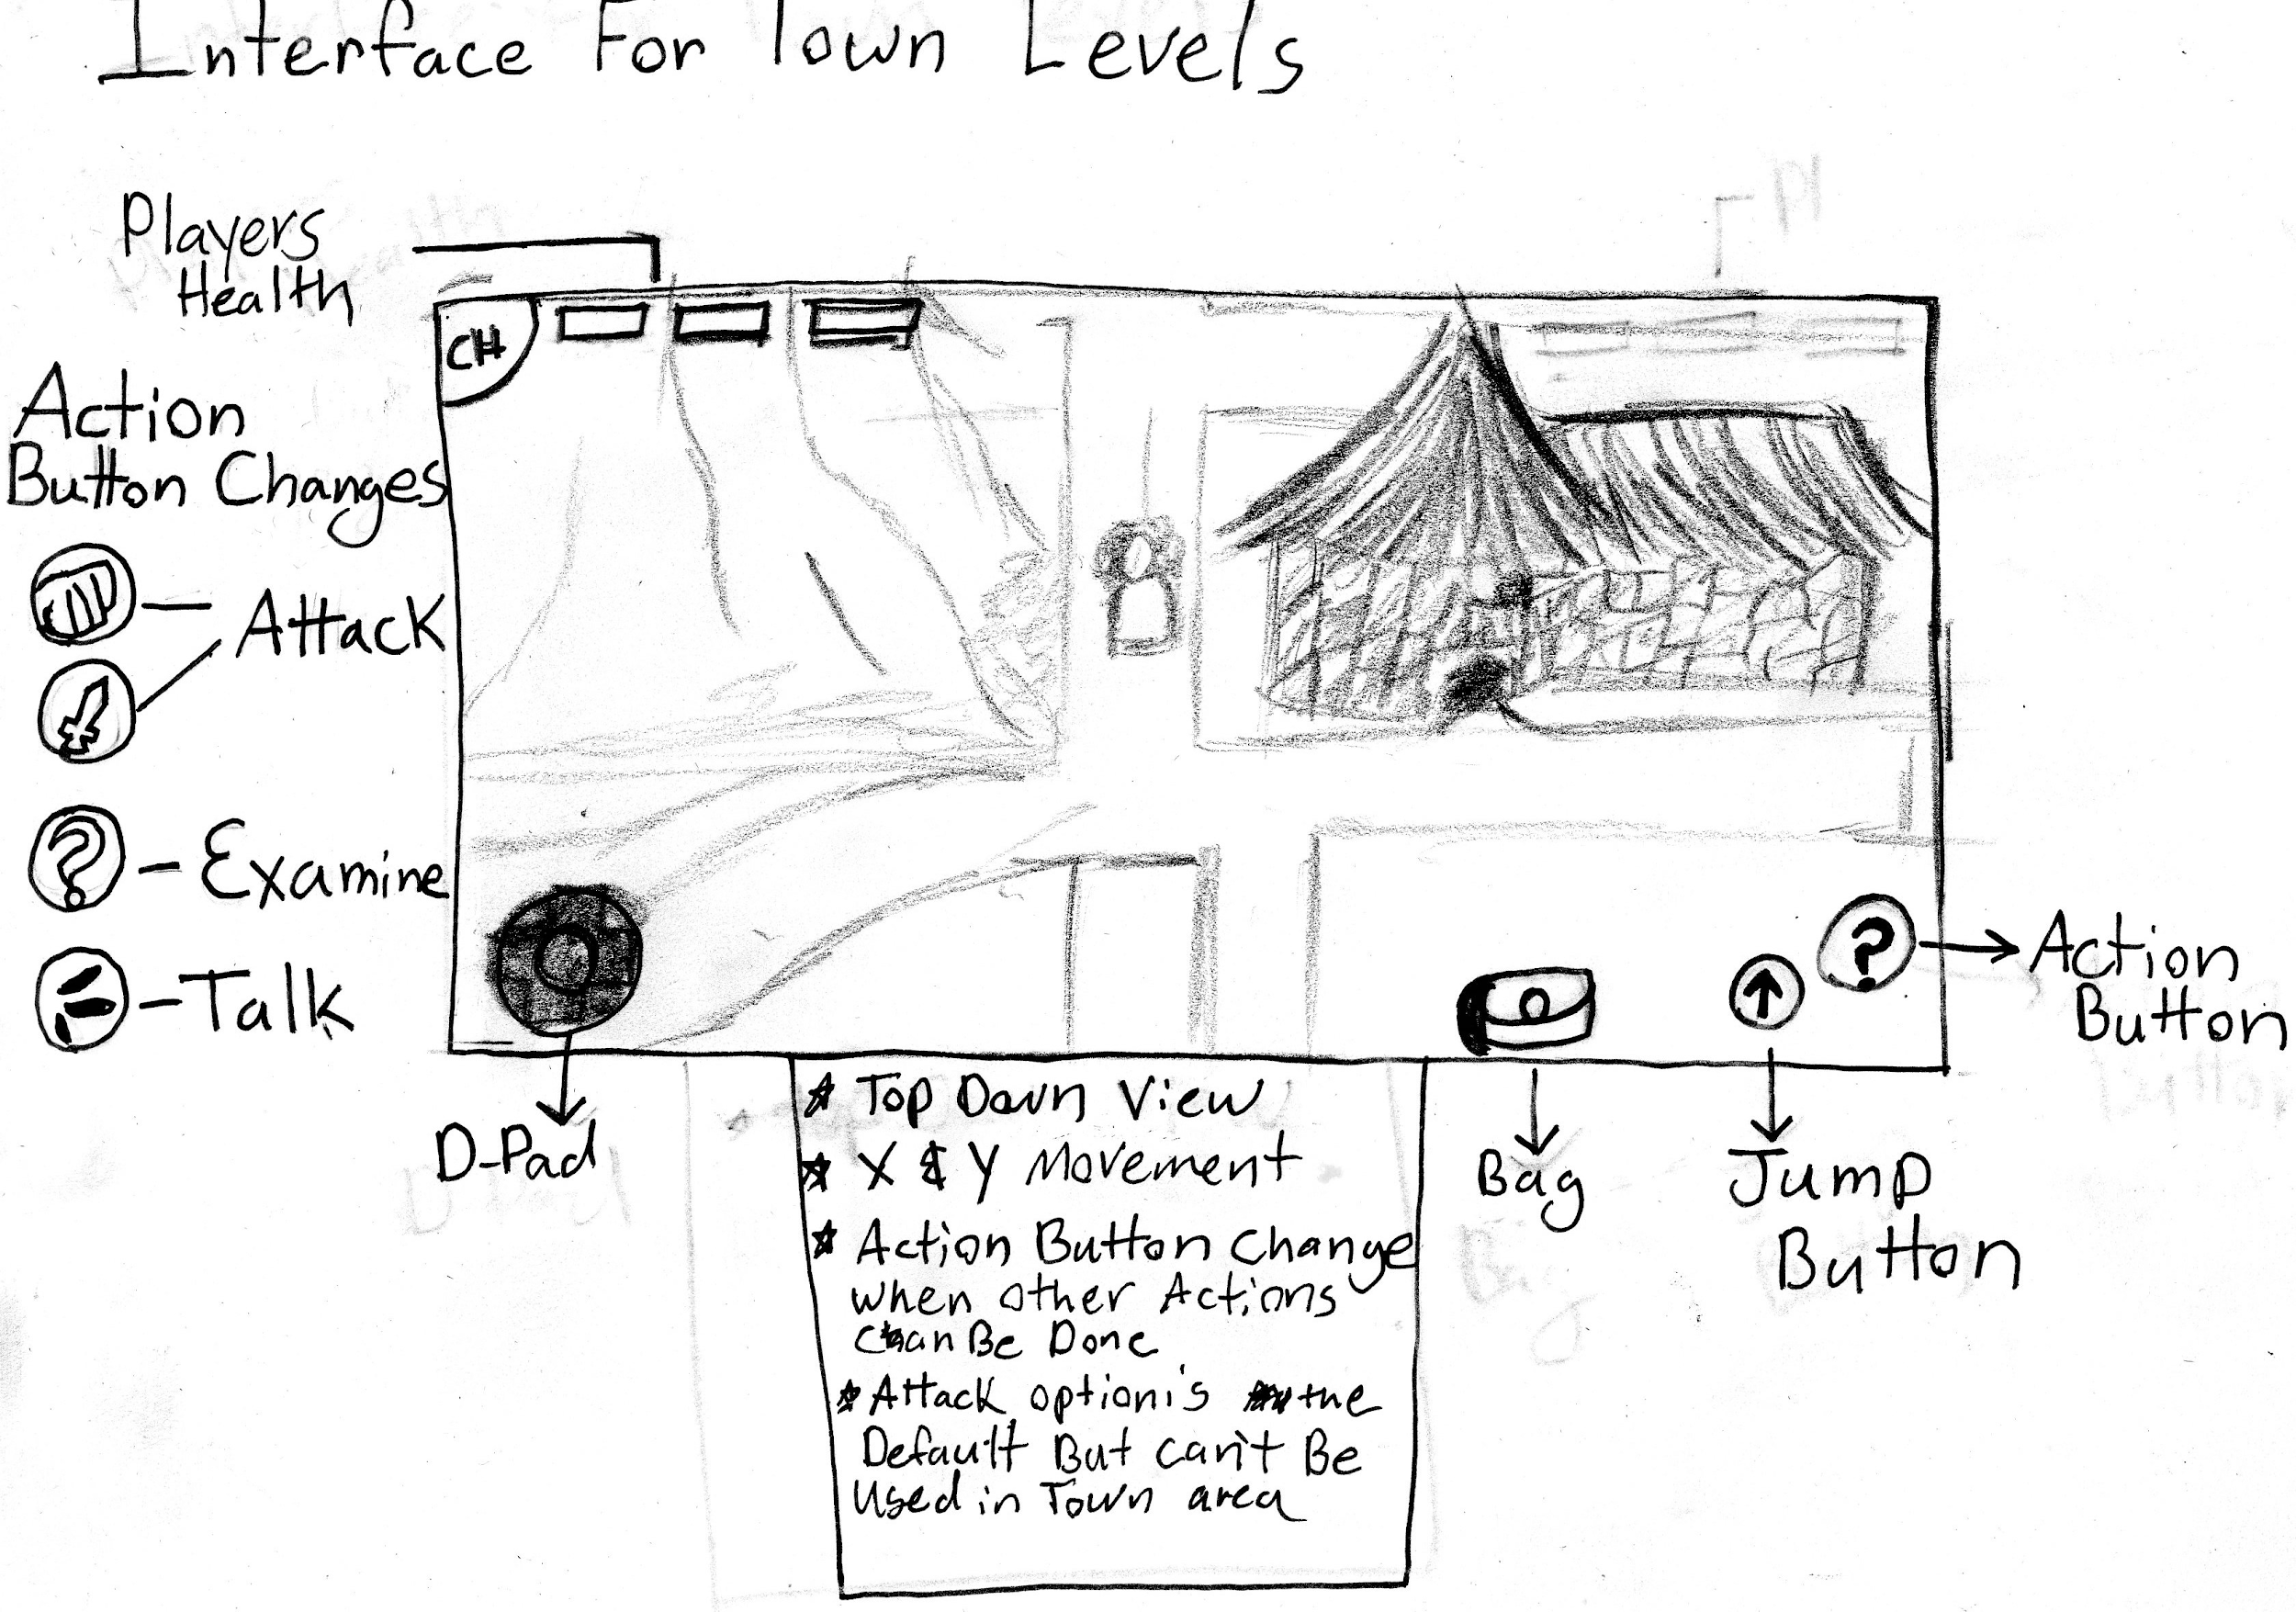 Interface For Town Levels
Players
Health
CH
Action
Button Changes
Attack
?
- Examine
- Talk
?
Action
Button
D-Pad
Bag
Jump
Button
* Top Down View
* X & Y Movement
* Action Button Change
when other Actions
Can Be Done
* Attack option is the
Default But can't Be
Used in Town area